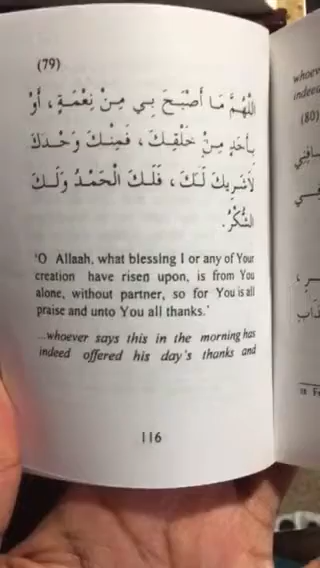 (79)
اللَّهُمَّ مَا أَصْبَحَ بِي مِنْ نِعْمَةٍ ، أَوْ
بِأَحَدٍ مِنْ خَلْقِكَ ، فَمِنْكَ وَحْدَكَ
لَاشَرِيكَ لَكَ ، فَلَكَ الْحَمْدُ وَلَكَ
الشُّكْرُ.
'O Allaah, what blessing I or any of Your
creation have risen upon, is from You
alone, without partner, so for You is all
praise and unto You all thanks.'
...whoever says this in the morning has
indeed offered his day's thanks and
116
whoev
indeed
(80)